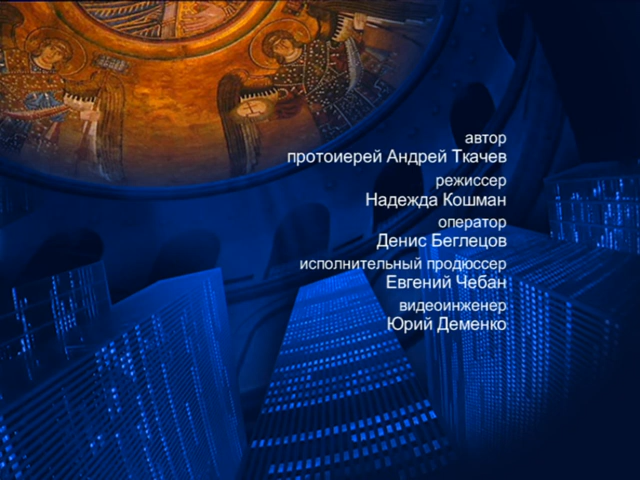 автор
протоиерей Андрей Ткачев
режиссер
Надежда Кошман
оператор
Денис Беглецов
исполнительный продюссер
Евгений Чебан
видеоинженер
Юрий Деменко